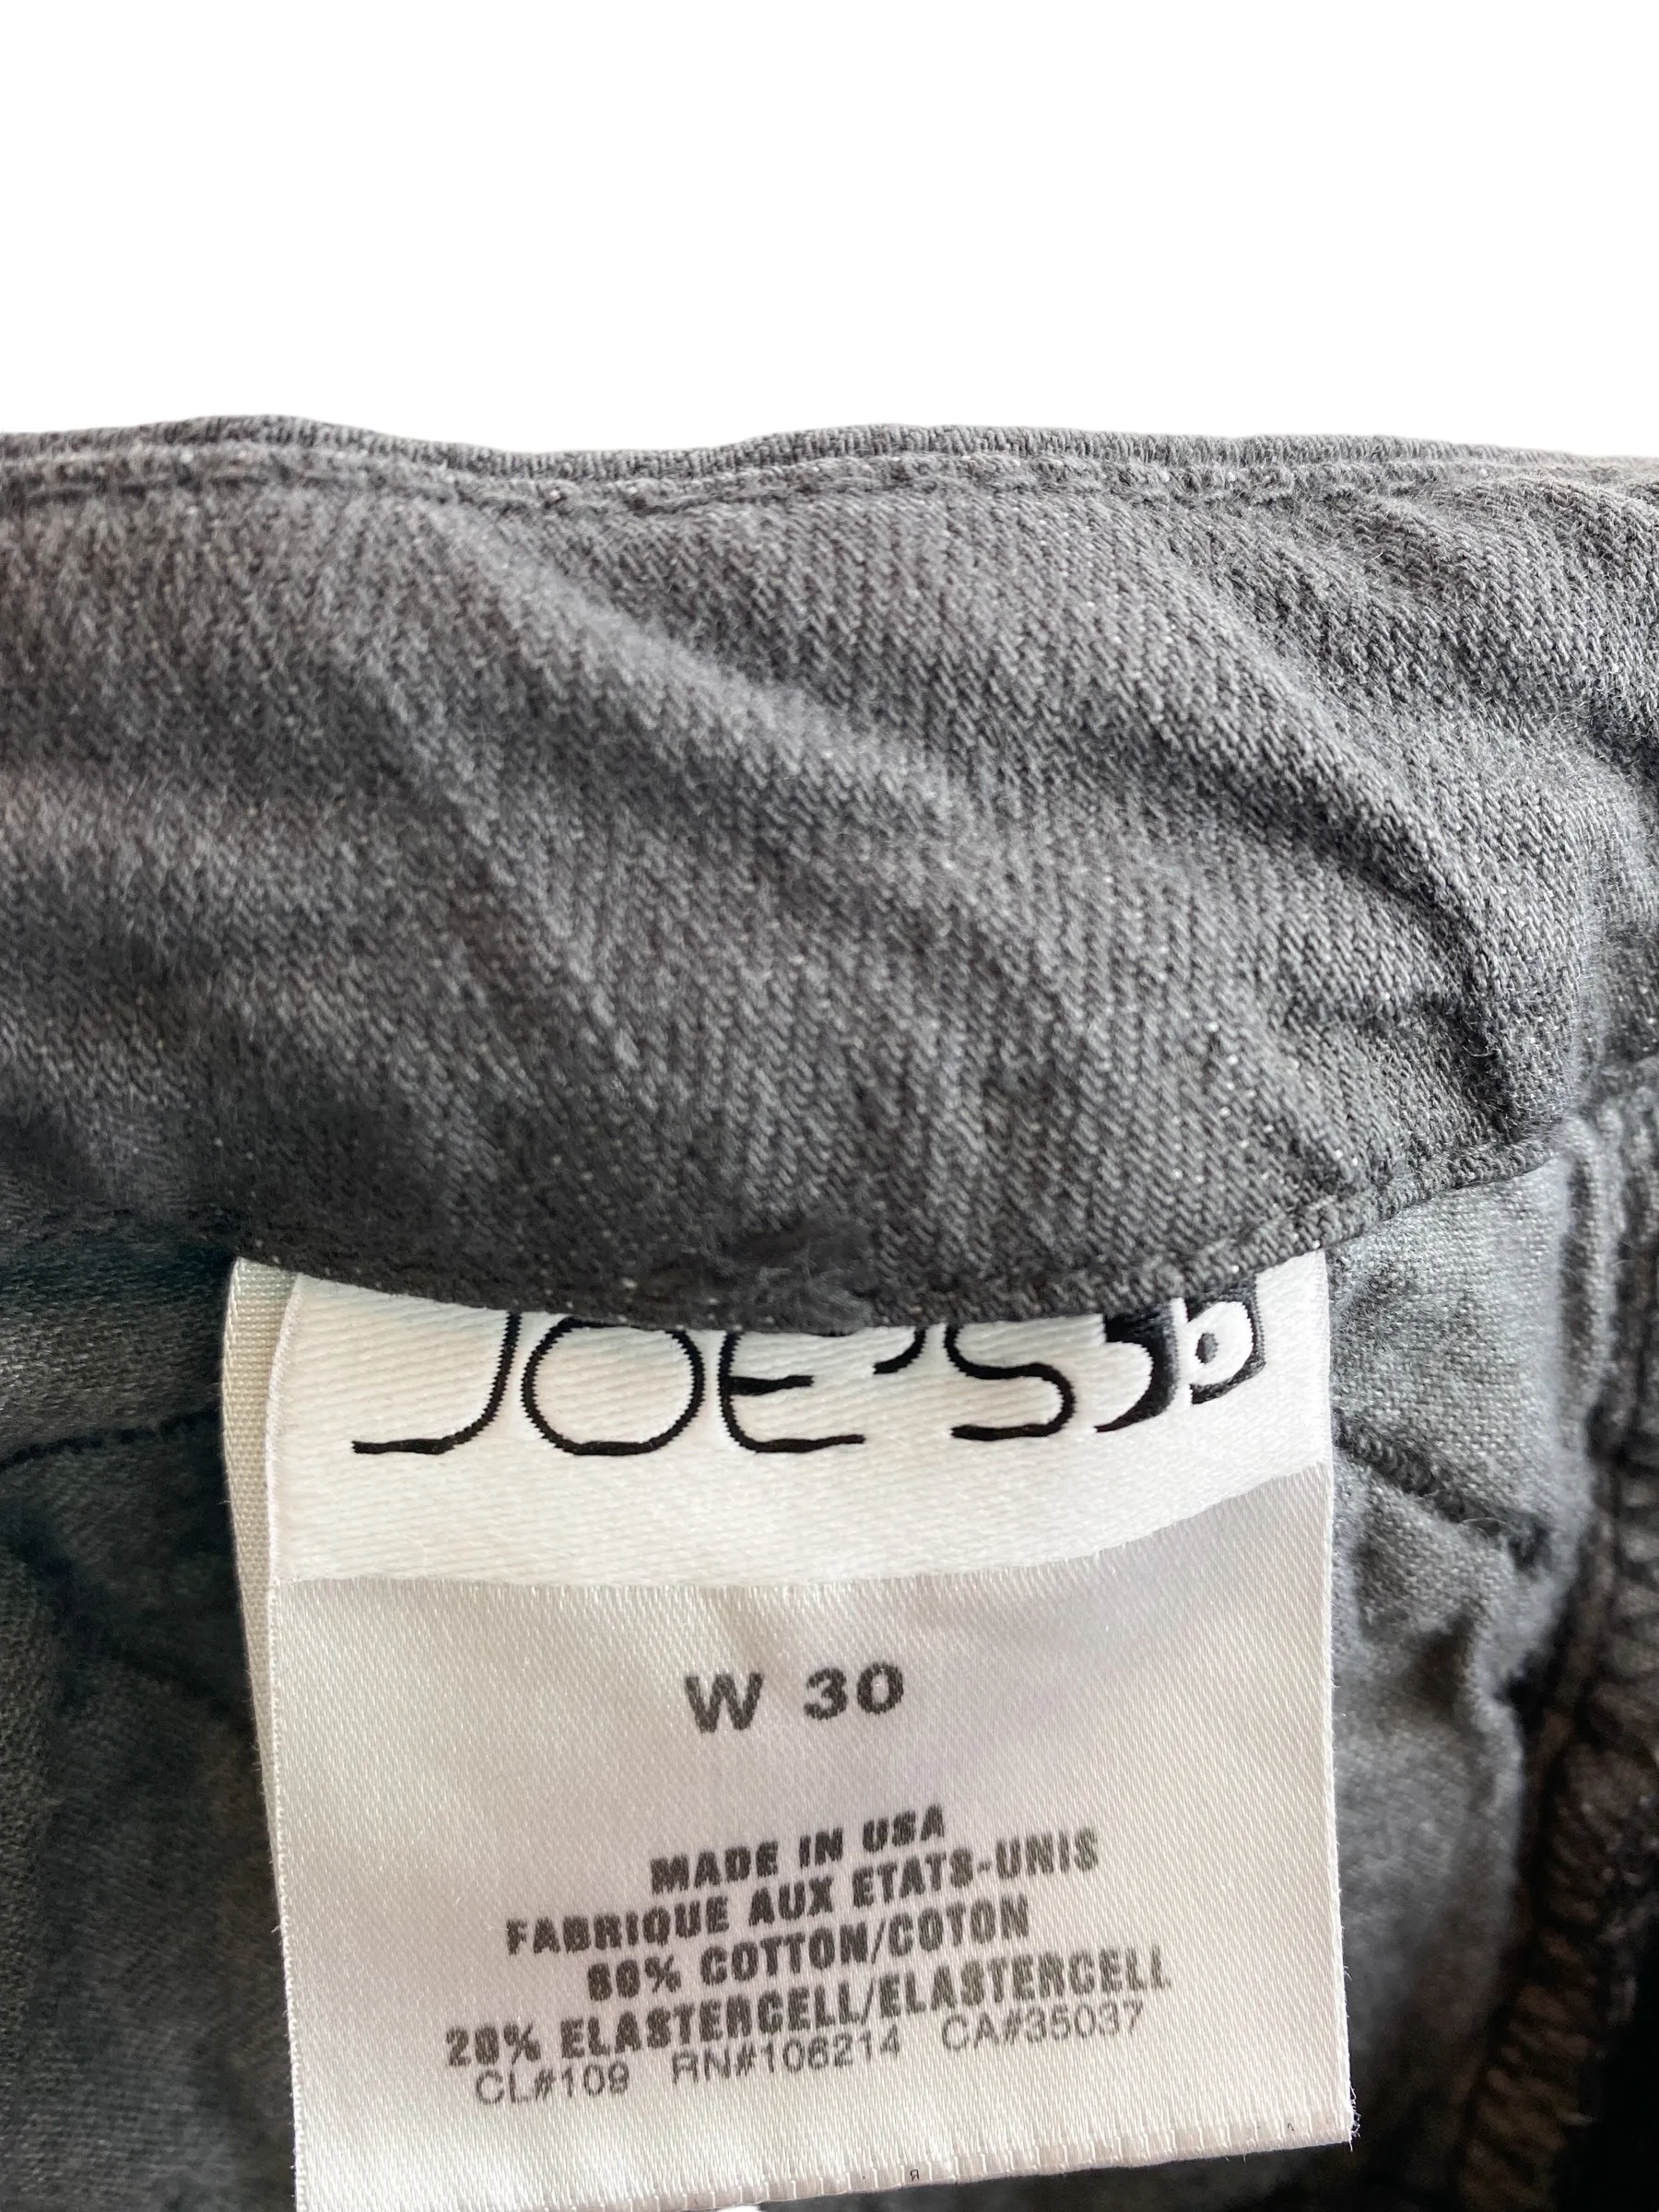 JOE'S
W 30
MADE IN USA
FABRIQUE AUX ETATS-UNIS
80% COTTON/COTON
20% ELASTERCELL/ELASTERCELL
CL#109 RN#106214 CA#35037